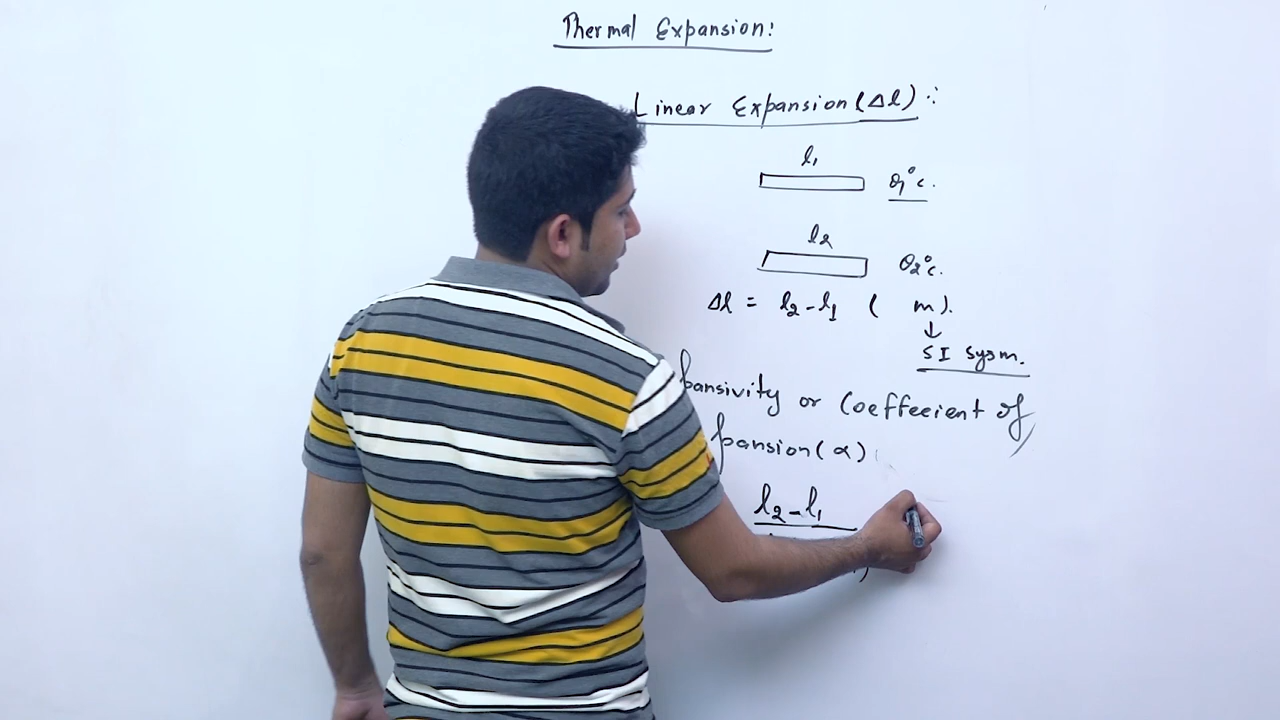 Thermal Expansion:
Linear Expansion (Δl) :
l₁
θ₁°c.
l₂
θ₂°c.
Δl = l₂ - l₁ ( m).
↓
SI sysm.
pansivity or Coeffecient of
pansion (α)
l₂ - l₁